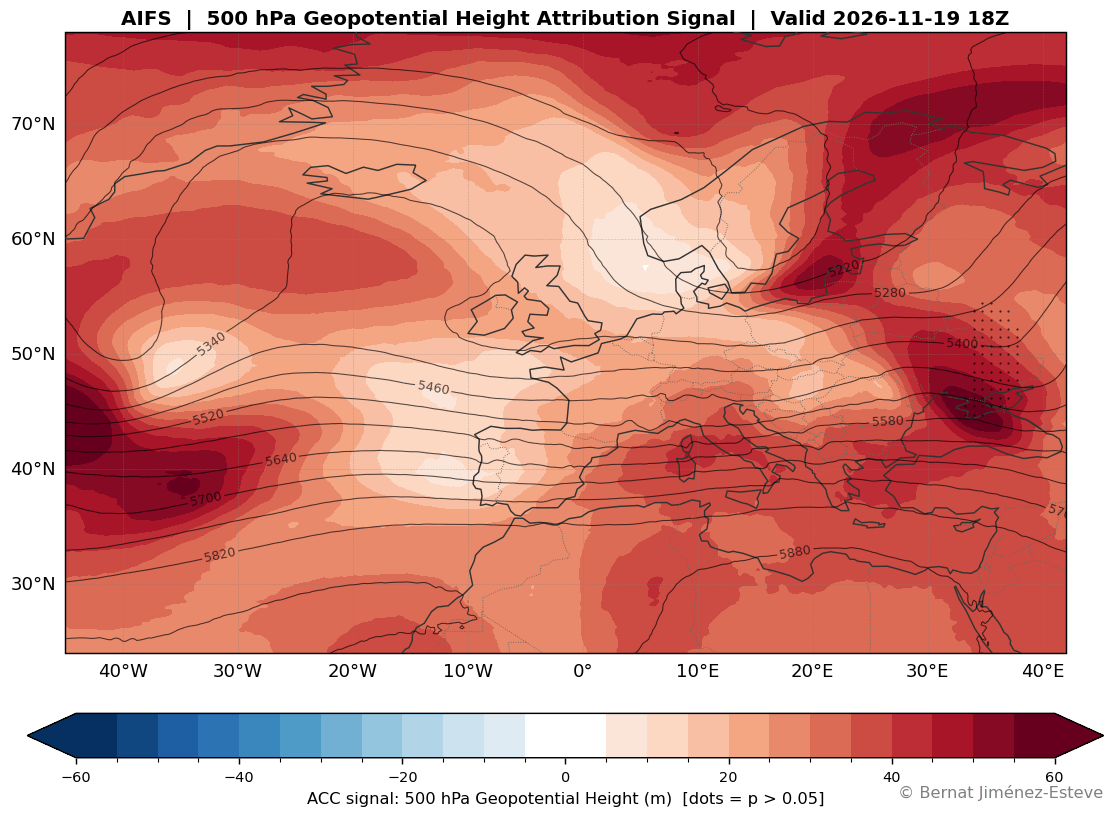 AIFS | 500 hPa Geopotential Height Attribution Signal | Valid 2026-11-19 18Z
70°N
60°N
50°N
40°N
30°N
5220
5280
5340
5400
5460
5520
5580
5640
5700
5820
5880
40°W 30°W 20°W 10°W 0° 10°E 20°E 30°E 40°E
−60 −40 −20 0 20 40 60
ACC signal: 500 hPa Geopotential Height (m) [dots = p > 0.05]
© Bernat Jiménez-Esteve